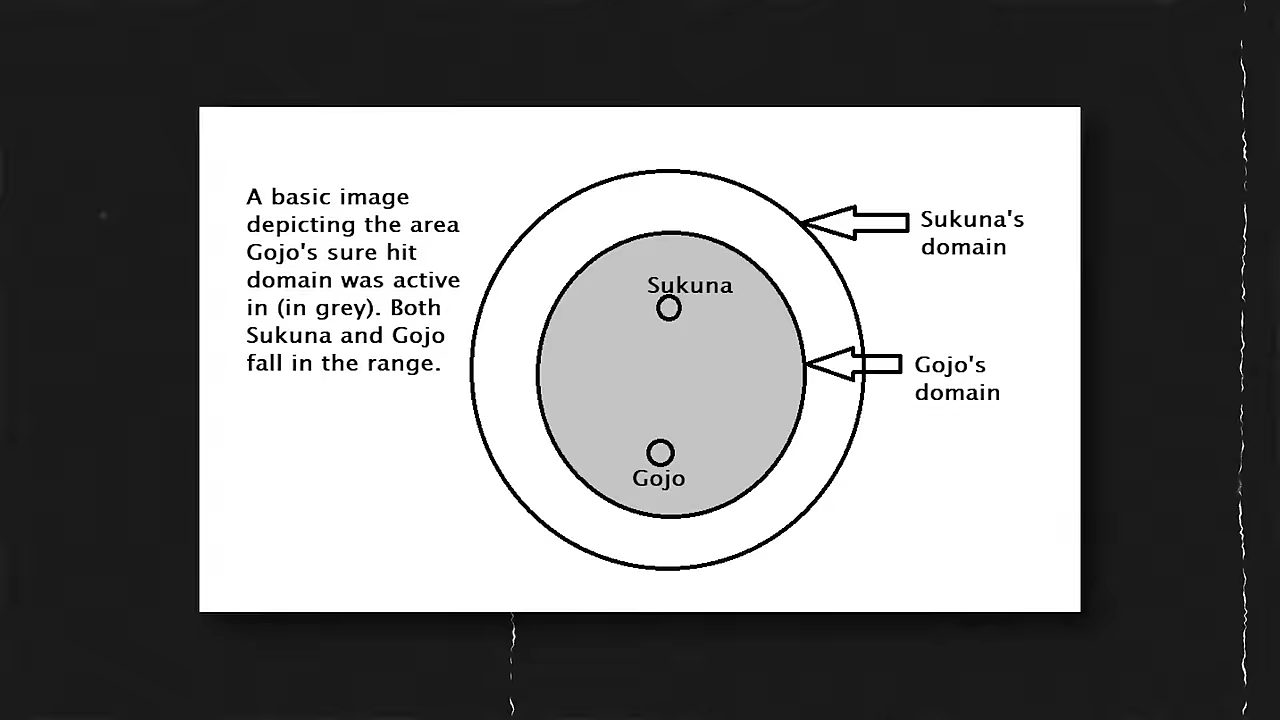 A basic image
depicting the area
Gojo's sure hit
domain was active
in (in grey). Both
Sukuna and Gojo
fall in the range.
Sukuna's
domain
Sukuna
Gojo's
domain
Gojo